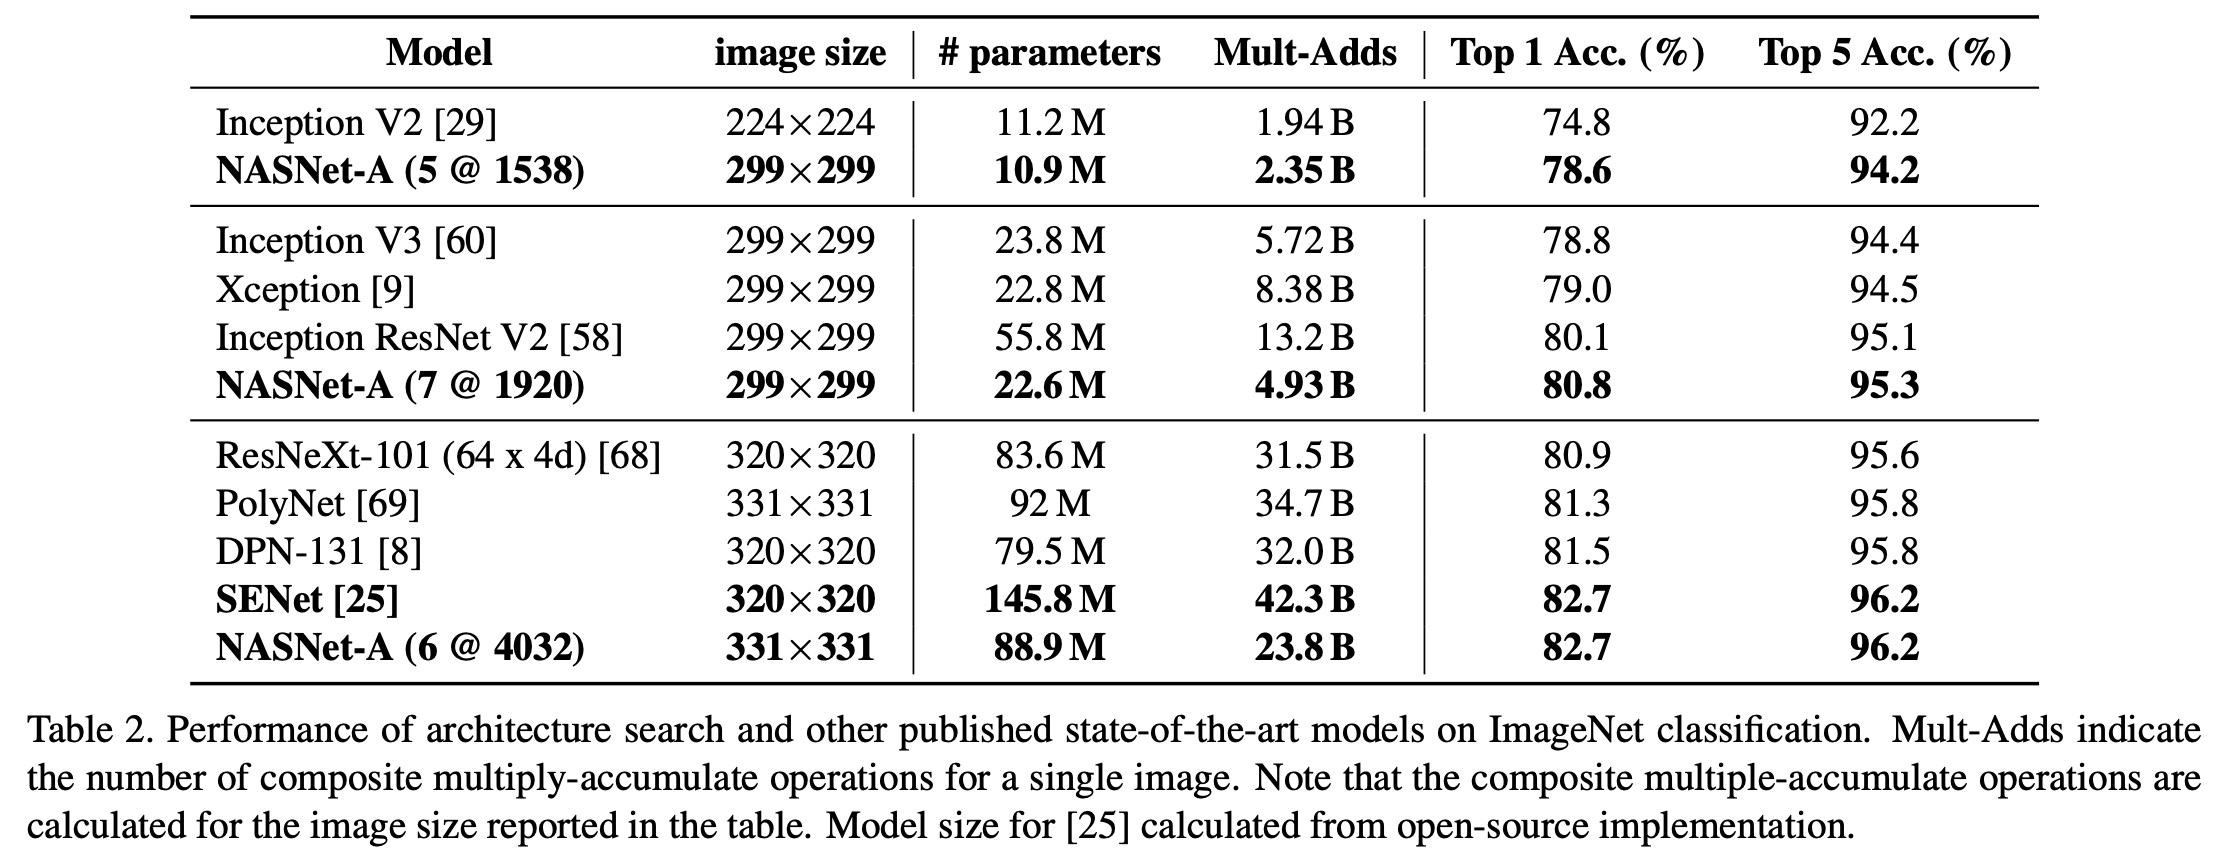 Model image size # parameters Mult-Adds Top 1 Acc. (%) Top 5 Acc. (%)
Inception V2 [29] 224×224 11.2 M 1.94 B 74.8 92.2
NASNet-A (5 @ 1538) 299×299 10.9 M 2.35 B 78.6 94.2
Inception V3 [60] 299×299 23.8 M 5.72 B 78.8 94.4
Xception [9] 299×299 22.8 M 8.38 B 79.0 94.5
Inception ResNet V2 [58] 299×299 55.8 M 13.2 B 80.1 95.1
NASNet-A (7 @ 1920) 299×299 22.6 M 4.93 B 80.8 95.3
ResNeXt-101 (64 x 4d) [68] 320×320 83.6 M 31.5 B 80.9 95.6
PolyNet [69] 331×331 92 M 34.7 B 81.3 95.8
DPN-131 [8] 320×320 79.5 M 32.0 B 81.5 95.8
SENet [25] 320×320 145.8 M 42.3 B 82.7 96.2
NASNet-A (6 @ 4032) 331×331 88.9 M 23.8 B 82.7 96.2
Table 2. Performance of architecture search and other published state-of-the-art models on ImageNet classification. Mult-Adds indicate
the number of composite multiply-accumulate operations for a single image. Note that the composite multiple-accumulate operations are
calculated for the image size reported in the table. Model size for [25] calculated from open-source implementation.